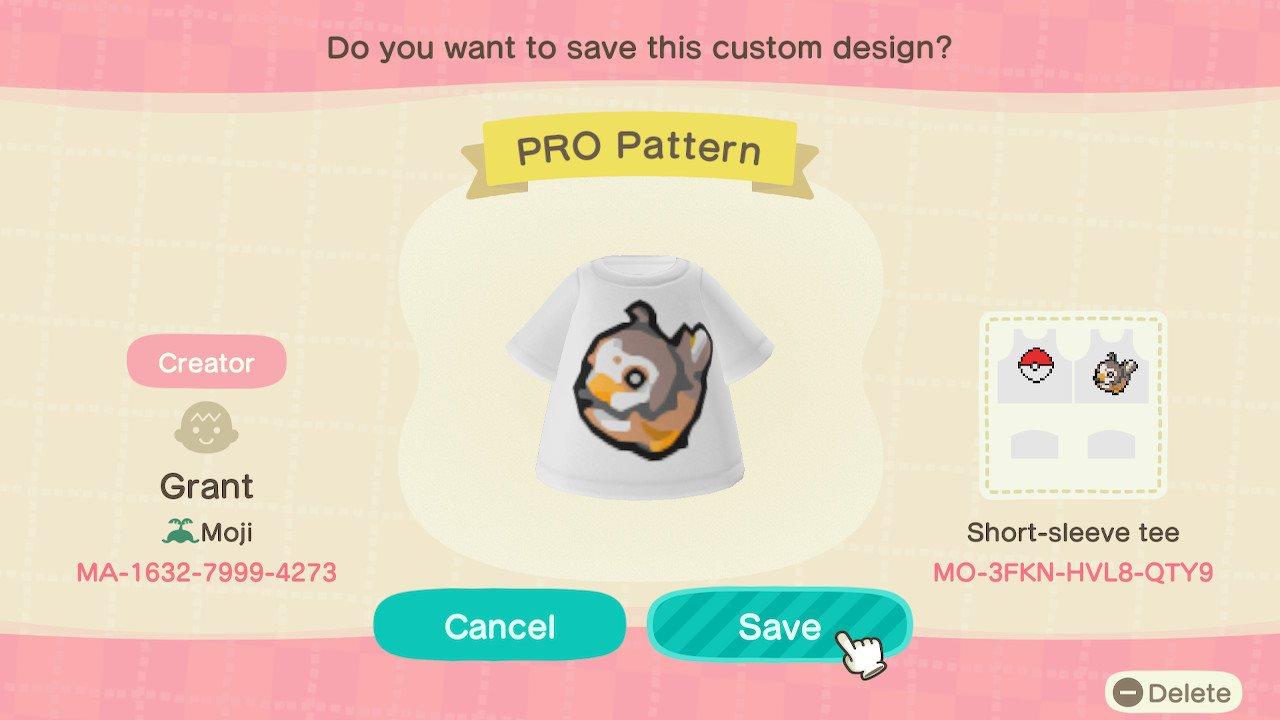 Do you want to save this custom design?
PRO Pattern
Creator
Grant
Moji
MA-1632-7999-4273
Short-sleeve tee
MO-3FKN-HVL8-QTY9
Cancel
Save
Delete